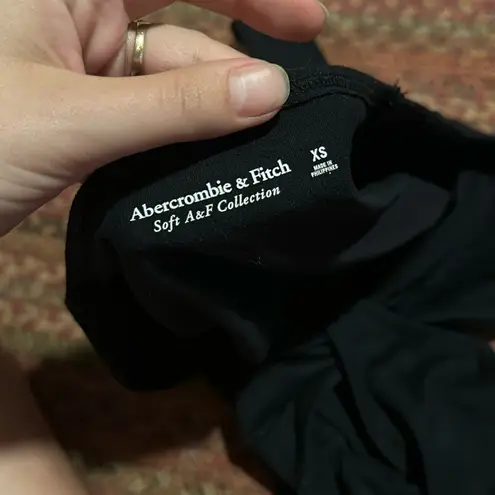 Abercrombie & Fitch
Soft A&F Collection
XS
MADE IN
PHILIPPINES